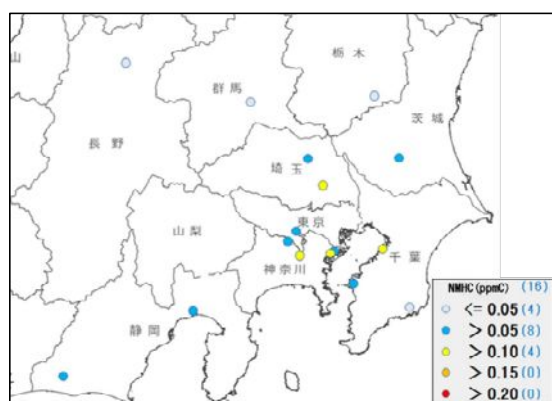 山
栃木
群馬
茨城
長野
埼玉
東京
山梨
千葉
神奈川
静岡
NMHC(ppmC) (16)
<= 0.05 (4)
> 0.05 (8)
> 0.10 (4)
> 0.15 (0)
> 0.20 (0)